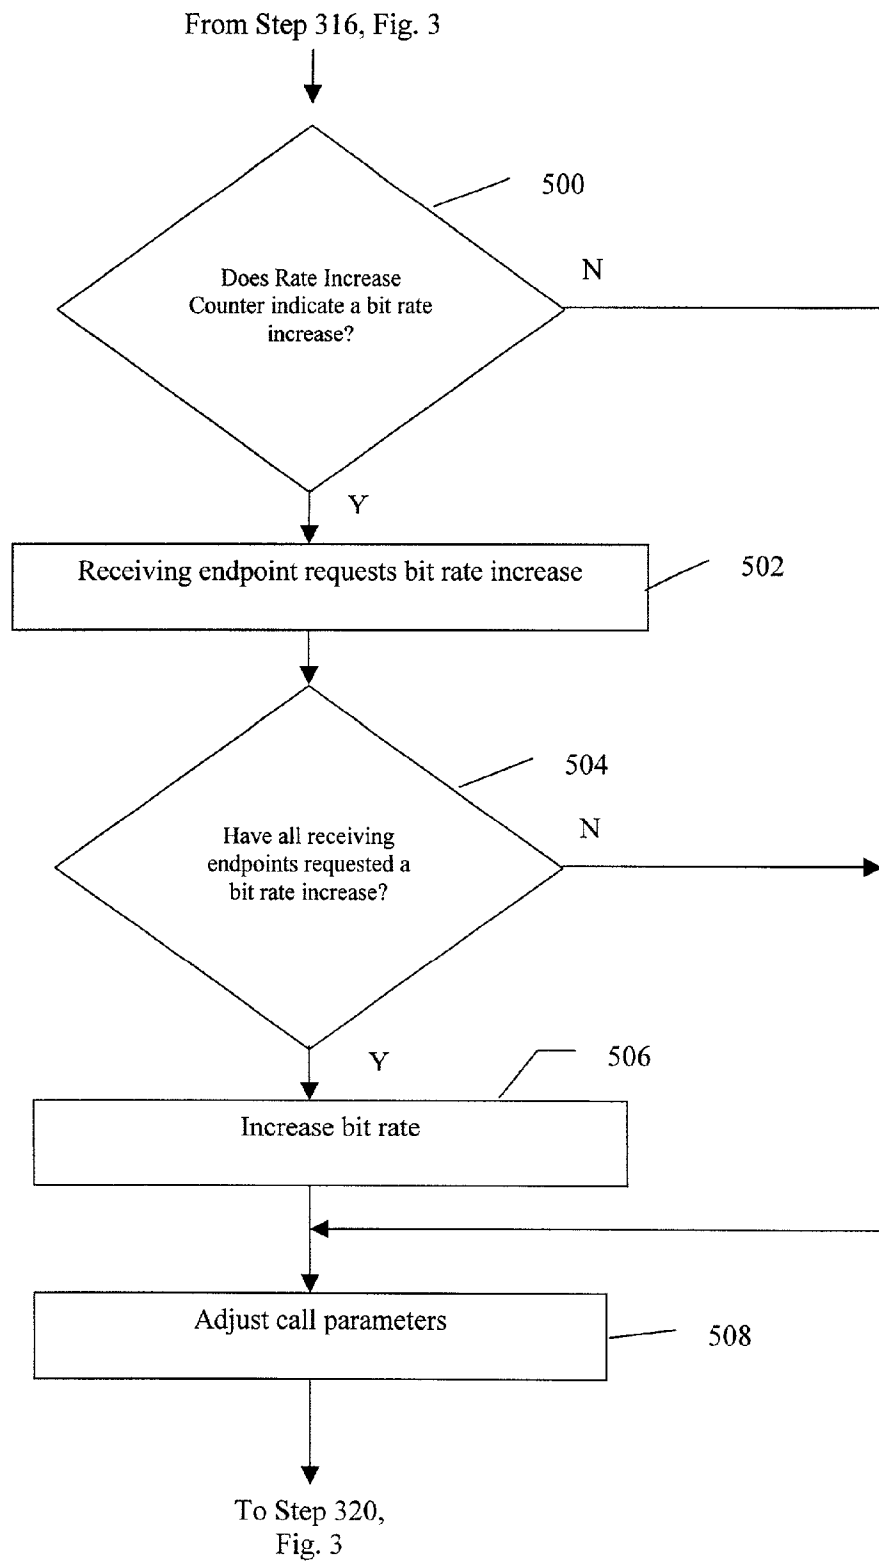 From Step 316, Fig. 3
500
N
Does Rate Increase
Counter indicate a bit rate
increase?
Y
Receiving endpoint requests bit rate increase
502
504
N
Have all receiving
endpoints requested a
bit rate increase?
Y
506
Increase bit rate
Adjust call parameters
508
To Step 320,
Fig. 3